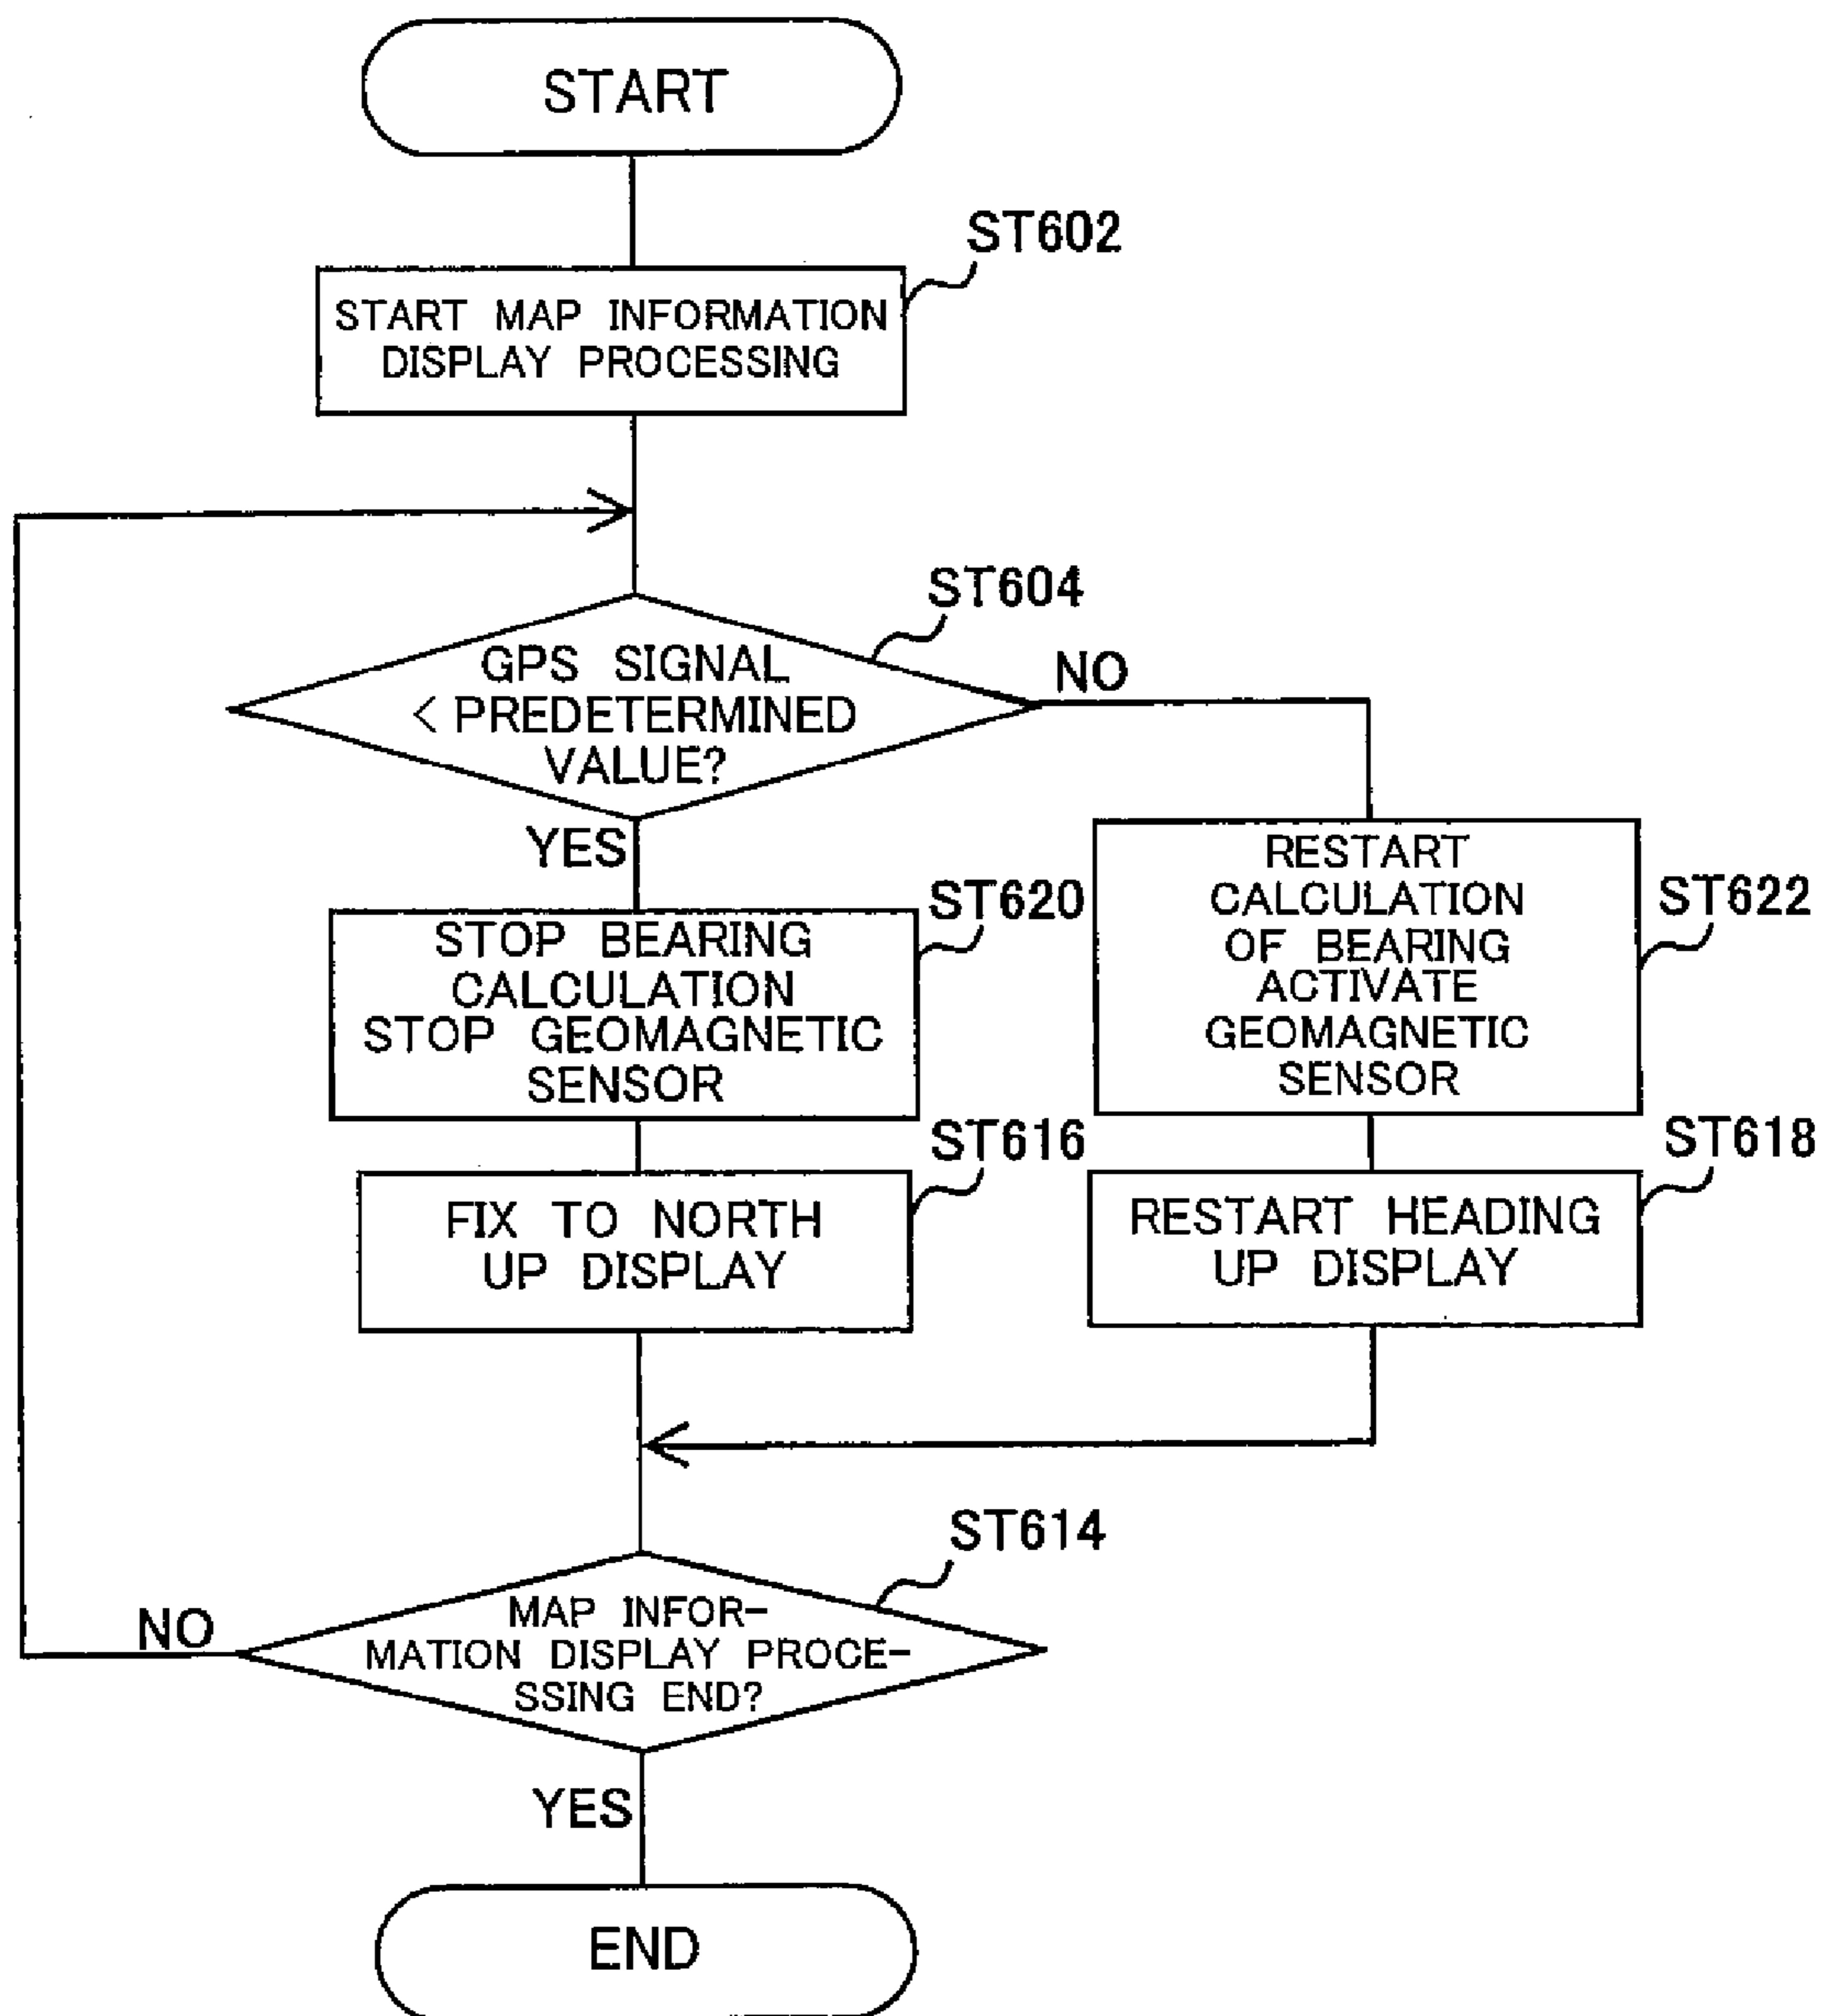 START
ST602
START MAP INFORMATION
DISPLAY PROCESSING
ST604
GPS SIGNAL
< PREDETERMINED
VALUE?
NO
YES
ST620
STOP BEARING
CALCULATION
STOP GEOMAGNETIC
SENSOR
RESTART
CALCULATION
OF BEARING
ACTIVATE
GEOMAGNETIC
SENSOR
ST622
ST616
FIX TO NORTH
UP DISPLAY
ST618
RESTART HEADING
UP DISPLAY
ST614
MAP INFOR-
MATION DISPLAY PROCE-
SSING END?
NO
YES
END